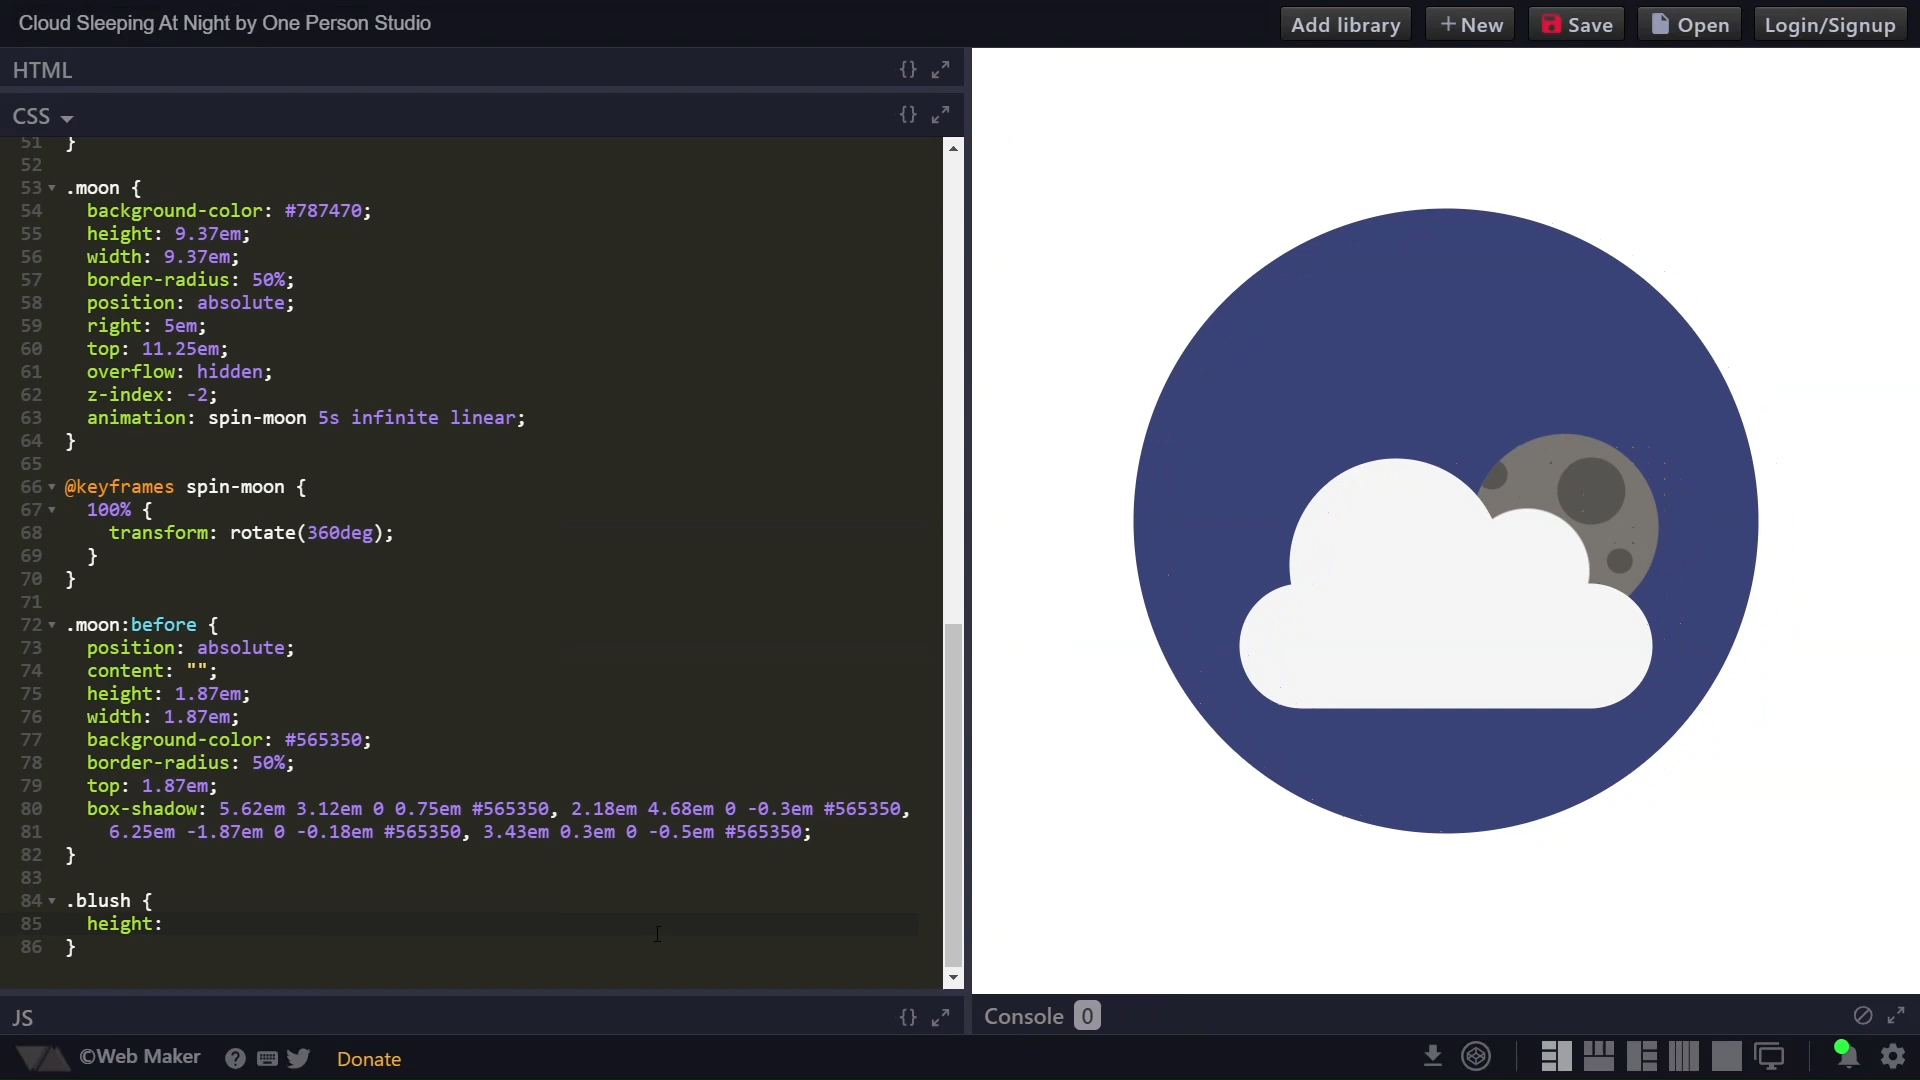 Cloud Sleeping At Night by One Person Studio
Add library
+ New
Save
Open
Login/Signup
HTML
{}
CSS
{}
51 }
52
53 .moon {
54 background-color: #787470;
55 height: 9.37em;
56 width: 9.37em;
57 border-radius: 50%;
58 position: absolute;
59 right: 5em;
60 top: 11.25em;
61 overflow: hidden;
62 z-index: -2;
63 animation: spin-moon 5s infinite linear;
64 }
65
66 @keyframes spin-moon {
67 100% {
68 transform: rotate(360deg);
69 }
70 }
71
72 .moon:before {
73 position: absolute;
74 content: "";
75 height: 1.87em;
76 width: 1.87em;
77 background-color: #565350;
78 border-radius: 50%;
79 top: 1.87em;
80 box-shadow: 5.62em 3.12em 0 0.75em #565350, 2.18em 4.68em 0 -0.3em #565350,
81 6.25em -1.87em 0 -0.18em #565350, 3.43em 0.3em 0 -0.5em #565350;
82 }
83
84 .blush {
85 height:
86 }
JS
{}
Console 0
©Web Maker
?
Donate